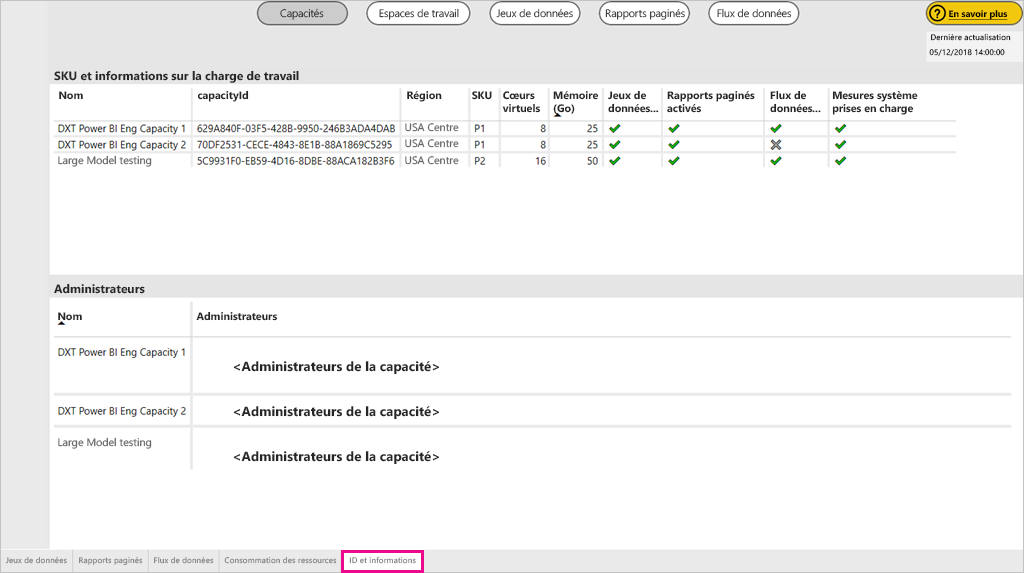 Capacités Espaces de travail Jeux de données Rapports paginés Flux de données ? En savoir plus
Dernière actualisation
05/12/2018 14:00:00
SKU et informations sur la charge de travail
Nom capacityId Région SKU Cœurs virtuels Mémoire (Go) Jeux de données... Rapports paginés activés Flux de données... Mesures système prises en charge
DXT Power BI Eng Capacity 1 629A840F-03F5-428B-9950-246B3ADA4DAB USA Centre P1 8 25
DXT Power BI Eng Capacity 2 70DF2531-CECE-4843-8E1B-88A1869C5295 USA Centre P1 8 25
Large Model testing 5C9931F0-EB59-4D16-8DBE-88ACA182B3F6 USA Centre P2 16 50
Administrateurs
Nom Administrateurs
DXT Power BI Eng Capacity 1
<Administrateurs de la capacité>
DXT Power BI Eng Capacity 2 <Administrateurs de la capacité>
Large Model testing
<Administrateurs de la capacité>
Jeux de données Rapports paginés Flux de données Consommation des ressources ID et informations